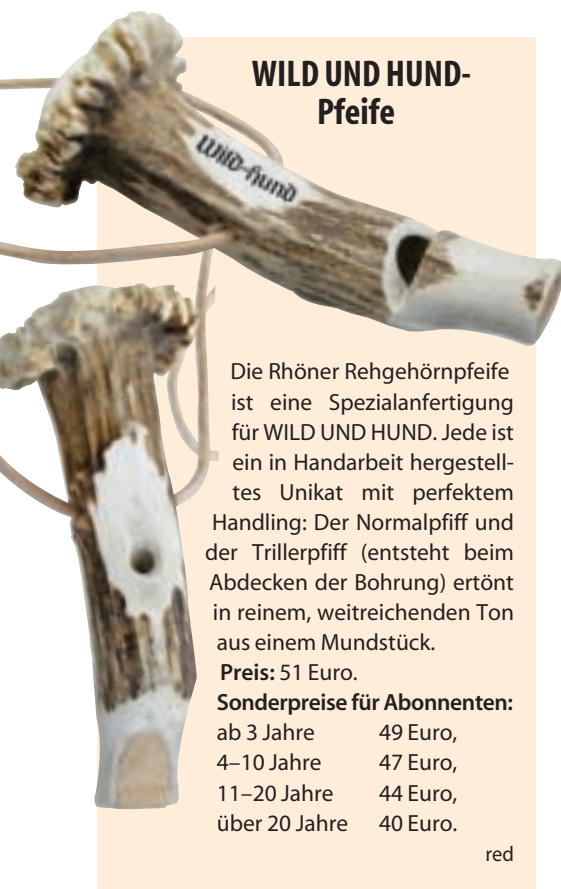 WILD UND HUND-
Pfeife
Wild-hund
Die Rhöner Rehgehörnpfeife
ist eine Spezialanfertigung
für WILD UND HUND. Jede ist
ein in Handarbeit hergestell-
tes Unikat mit perfektem
Handling: Der Normalpfiff und
der Trillerpfiff (entsteht beim
Abdecken der Bohrung) ertönt
in reinem, weitreichenden Ton
aus einem Mundstück.
Preis: 51 Euro.
Sonderpreise für Abonnenten:
ab 3 Jahre 49 Euro,
4–10 Jahre 47 Euro,
11–20 Jahre 44 Euro,
über 20 Jahre 40 Euro.
red